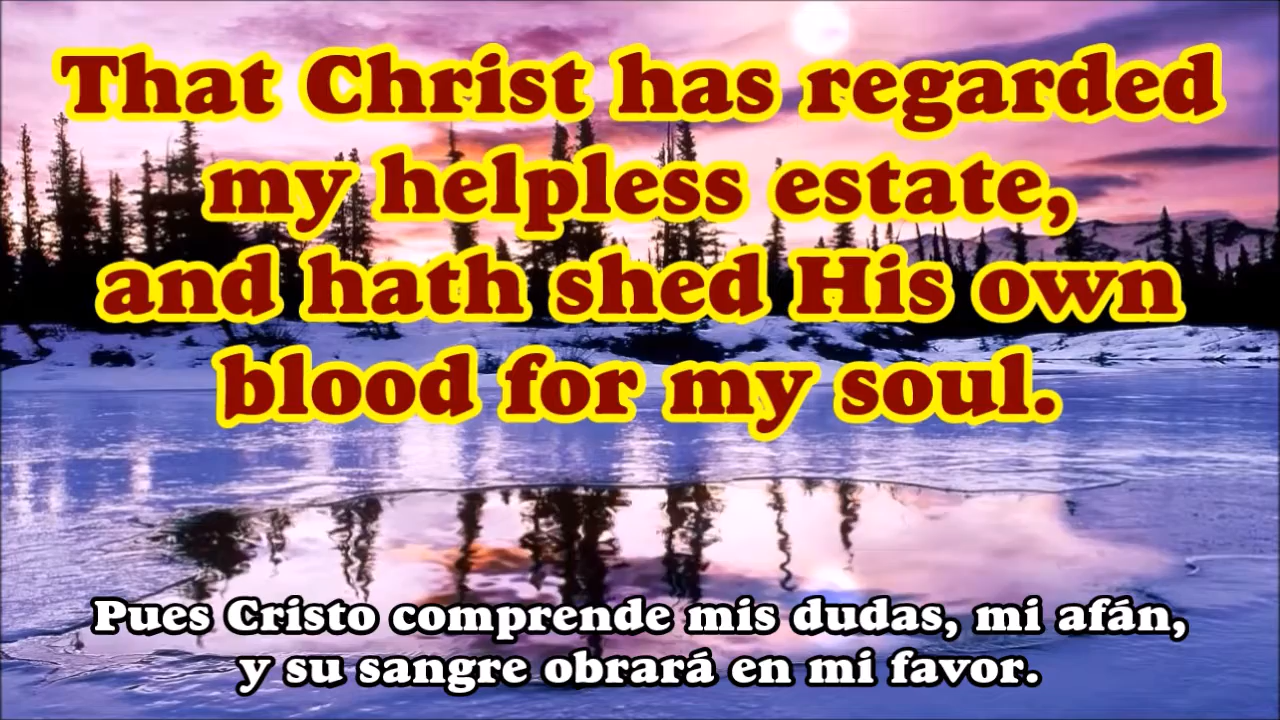 That Christ has regarded
my helpless estate,
and hath shed His own
blood for my soul.
Pues Cristo comprende mis dudas, mi afán,
y su sangre obrará en mi favor.